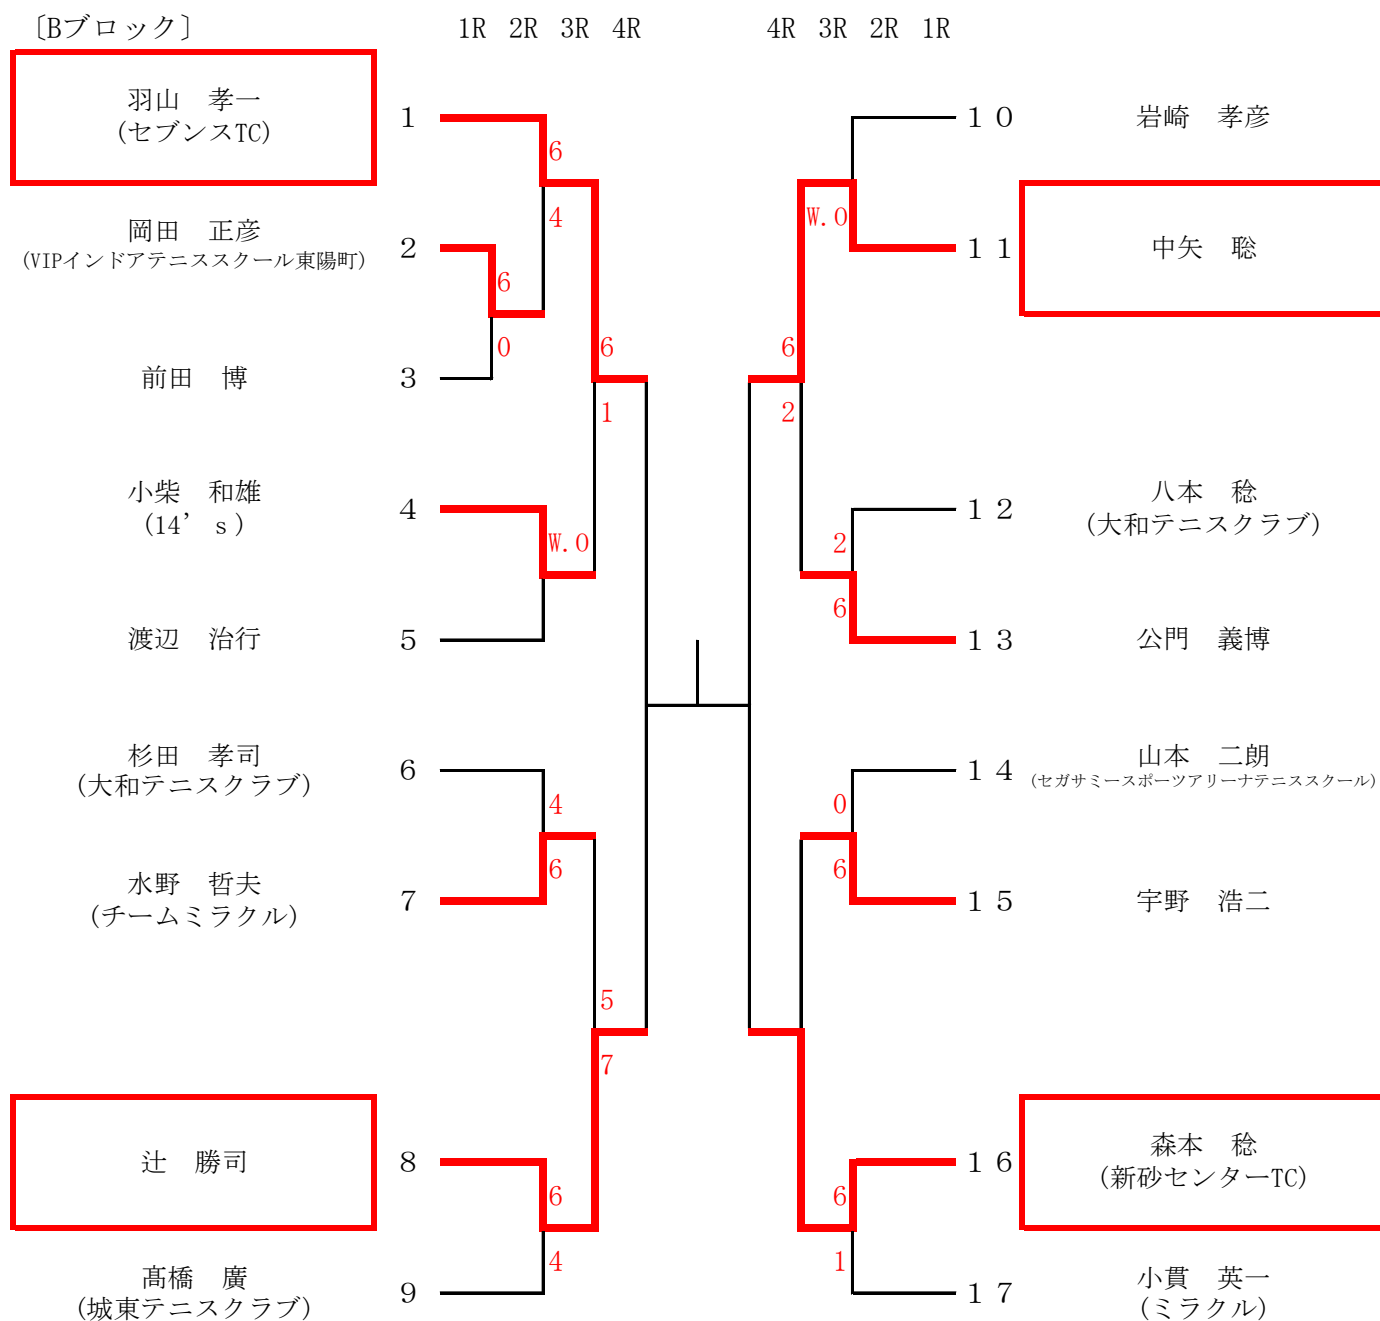 〔Bブロック〕
1R 2R 3R 4R
4R 3R 2R 1R
羽山　孝一
(セブンスTC)
1
6
4
岡田　正彦
(VIPインドアテニススクール東陽町)
2
6
0
前田　博
3
6
1
小柴　和雄
(14’ｓ)
4
W.O
渡辺　治行
5
杉田　孝司
(大和テニスクラブ)
6
4
6
水野　哲夫
(チームミラクル)
7
5
7
辻　勝司
8
6
4
髙橋　廣
(城東テニスクラブ)
9
１０
岩崎　孝彦
W.O
１１
中矢　聡
6
2
１２
八本　稔
(大和テニスクラブ)
2
6
１３
公門　義博
１４
山本　二朗
(セガサミースポーツアリーナテニススクール)
0
6
１５
宇野　浩二
１６
森本　稔
(新砂センターTC)
6
1
１７
小貫　英一
(ミラクル)